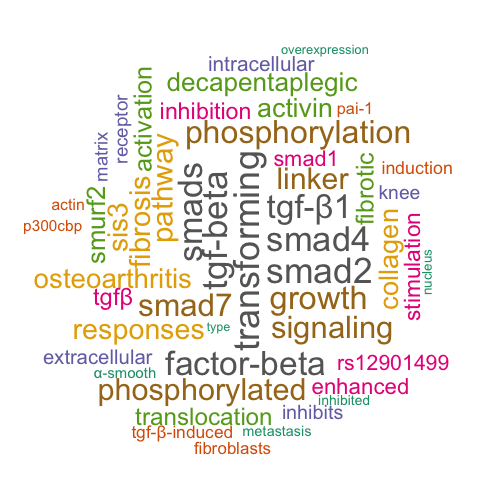 overexpression
intracellular
decapentaplegic
inhibition
activin
pai-1
receptor
activation
matrix
phosphorylation
smad1
induction
linker
knee
fibrotic
pathway
smads
tgf-beta
transforming
tgf-β1
actin
p300cbp
smurf2
sis3
fibrosis
smad4
smad2
collagen
stimulation
nucleus
osteoarthritis
tgfβ
smad7
growth
responses
type
signaling
extracellular
α-smooth
factor-beta
rs12901499
phosphorylated
enhanced
inhibited
translocation
inhibits
tgf-β-induced
metastasis
fibroblasts